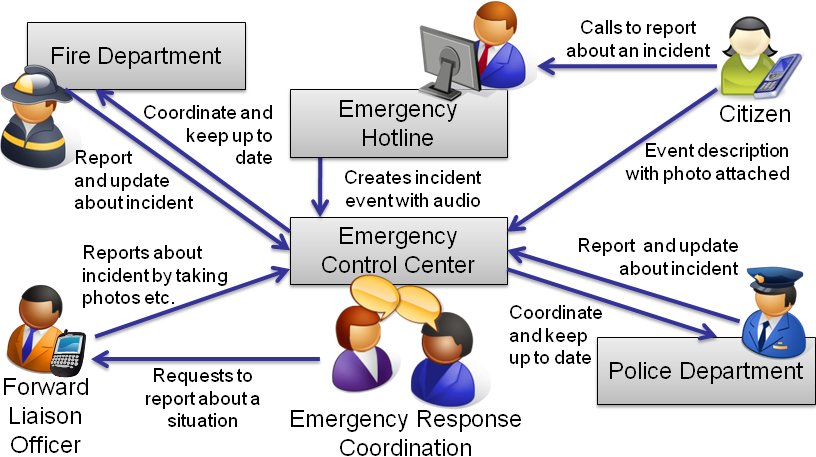 Fire Department
Calls to report
about an incident
Citizen
Emergency
Hotline
Coordinate and
keep up to
date
Report
and update
about incident
Event description
with photo attached
Creates incident
event with audio
Emergency
Control Center
Reports about
incident by taking
photos etc.
Report and update
about incident
Coordinate
and keep
up to date
Police Department
Forward
Liaison
Officer
Requests to
report about a
situation
Emergency Response
Coordination